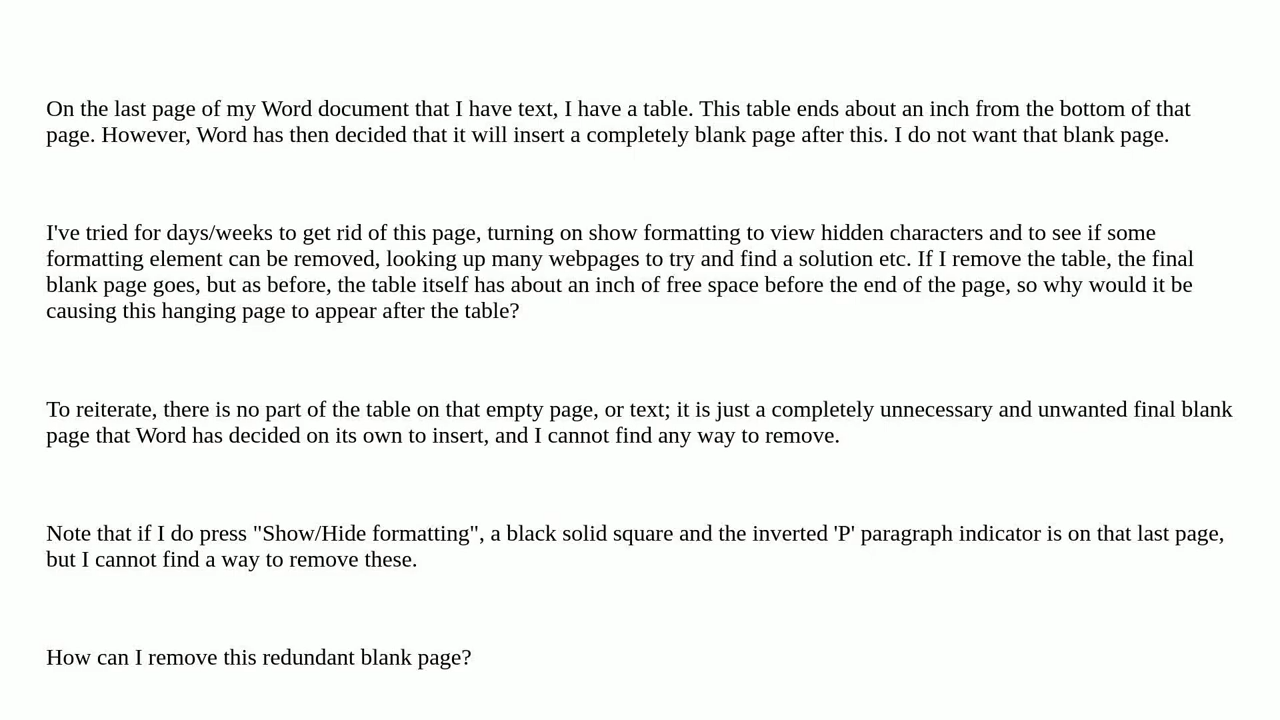 On the last page of my Word document that I have text, I have a table. This table ends about an inch from the bottom of that
page. However, Word has then decided that it will insert a completely blank page after this. I do not want that blank page.
I've tried for days/weeks to get rid of this page, turning on show formatting to view hidden characters and to see if some
formatting element can be removed, looking up many webpages to try and find a solution etc. If I remove the table, the final
blank page goes, but as before, the table itself has about an inch of free space before the end of the page, so why would it be
causing this hanging page to appear after the table?
To reiterate, there is no part of the table on that empty page, or text; it is just a completely unnecessary and unwanted final blank
page that Word has decided on its own to insert, and I cannot find any way to remove.
Note that if I do press "Show/Hide formatting", a black solid square and the inverted 'P' paragraph indicator is on that last page,
but I cannot find a way to remove these.
How can I remove this redundant blank page?